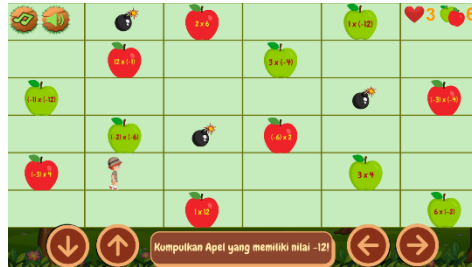 2 x 6
1 x (-12)
3
6
12 x (-1)
3 x (-4)
(-1) x (-12)
(-3) x (-4)
(-2) x (-6)
(-6) x 2
(-3) x 4
3 x 4
1 x 12
6 x (-2)
Kumpulkan Apel yang memiliki nilai -12!